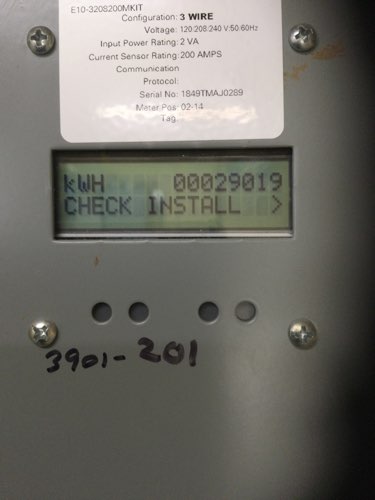 E10-3208200MKIT
Configuration: 3 WIRE
Voltage: 120:208:240 V:50:60Hz
Input Power Rating: 2 VA
Current Sensor Rating: 200 AMPS
Communication
Protocol:
Serial No: 1849TMAJ0289
Meter Pos: 02-14
Tag:
kWH 00029019
CHECK INSTALL >
3901-201